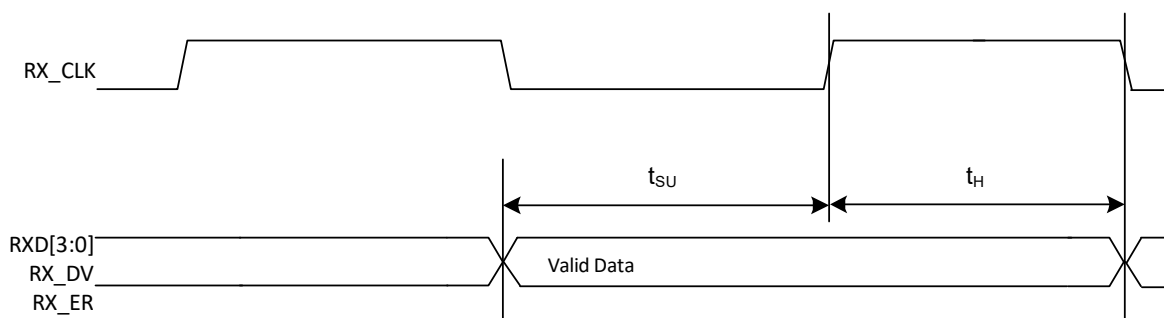 RX_CLK
tSU
tH
RXD[3:0]
RX_DV
RX_ER
Valid Data